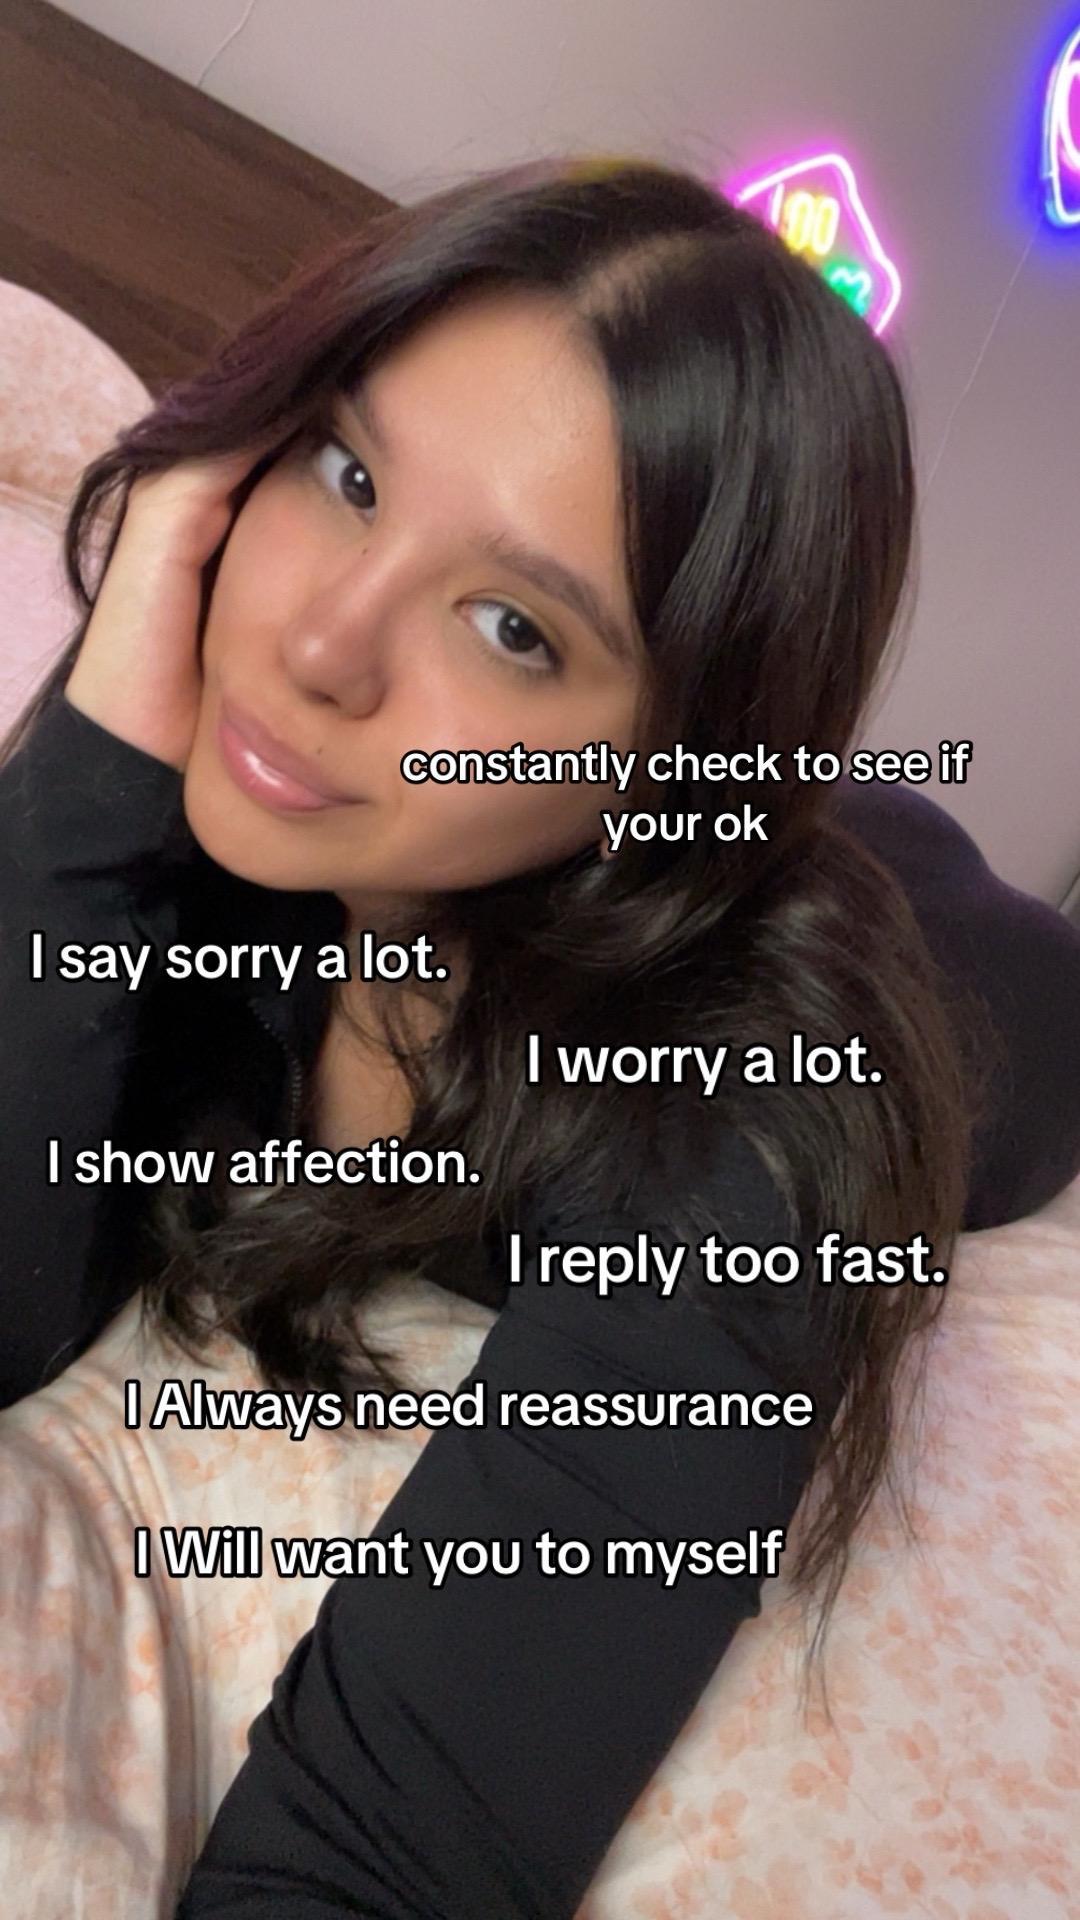 constantly check to see if
your ok
I say sorry a lot.
I worry a lot.
I show affection.
I reply too fast.
I Always need reassurance
I Will want you to myself